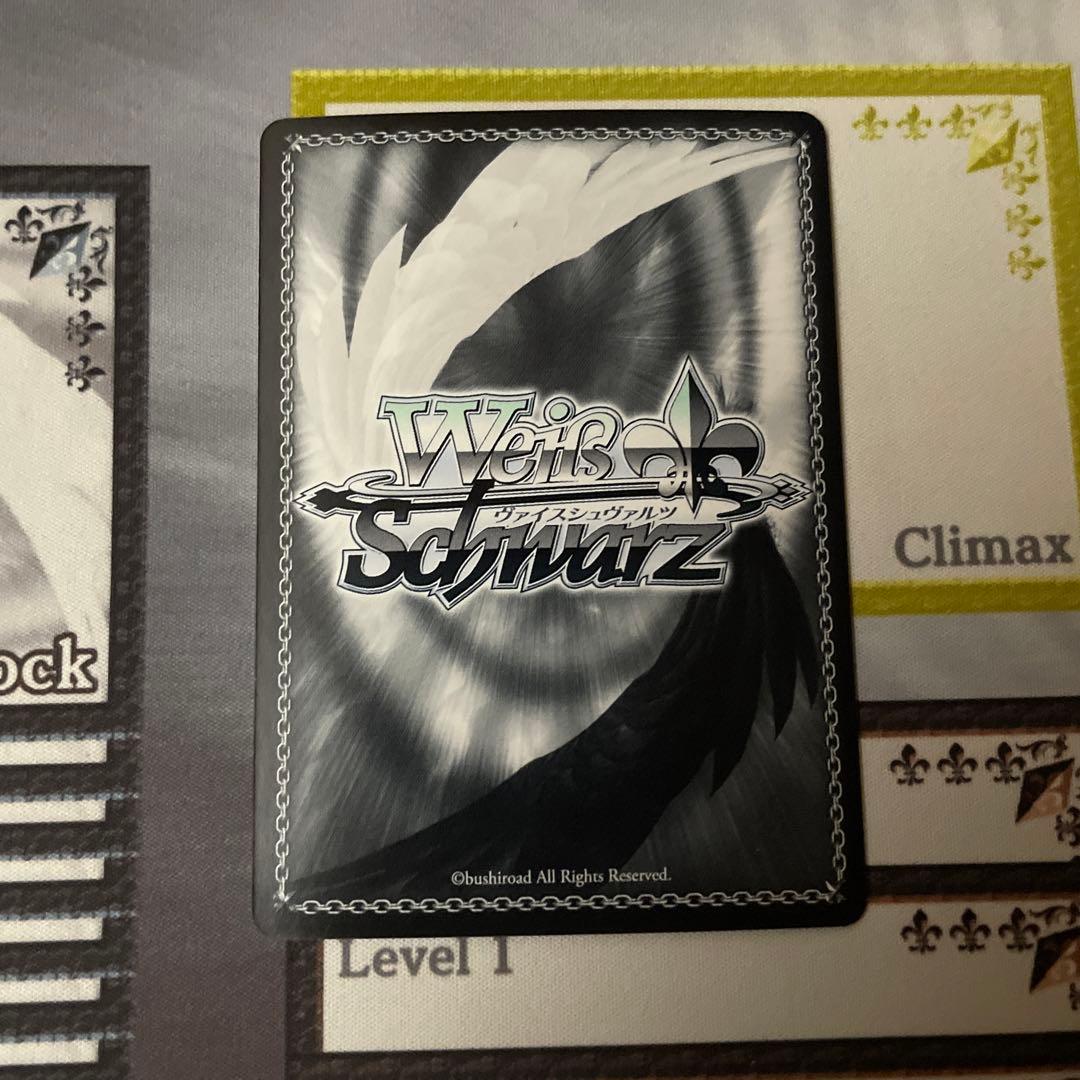 Weiß
ヴァイスシュヴァルツ
Schwarz
©bushiroad All Rights Reserved.
Climax
ock
Level 1